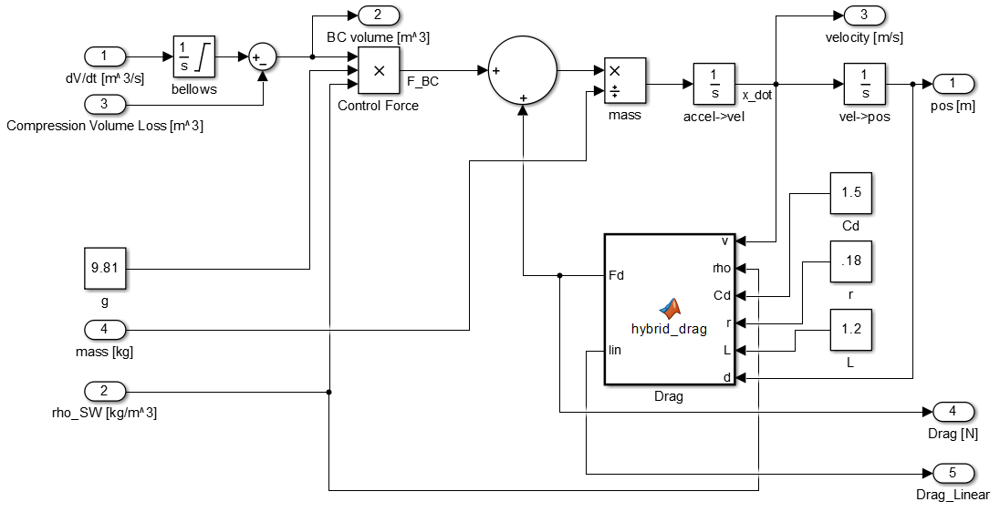 2
BC volume [m^3]
3
velocity [m/s]
1
dV/dt [m^3/s]
1
s
bellows
+
−
3
Compression Volume Loss [m^3]
×
Control Force
F_BC
+
+
×
÷
mass
1
s
accel->vel
x_dot
1
s
vel->pos
1
pos [m]
1.5
Cd
.18
r
1.2
L
9.81
g
4
mass [kg]
2
rho_SW [kg/m^3]
v
rho
Cd
r
L
d
Fd
lin
hybrid_drag
Drag
4
Drag [N]
5
Drag_Linear